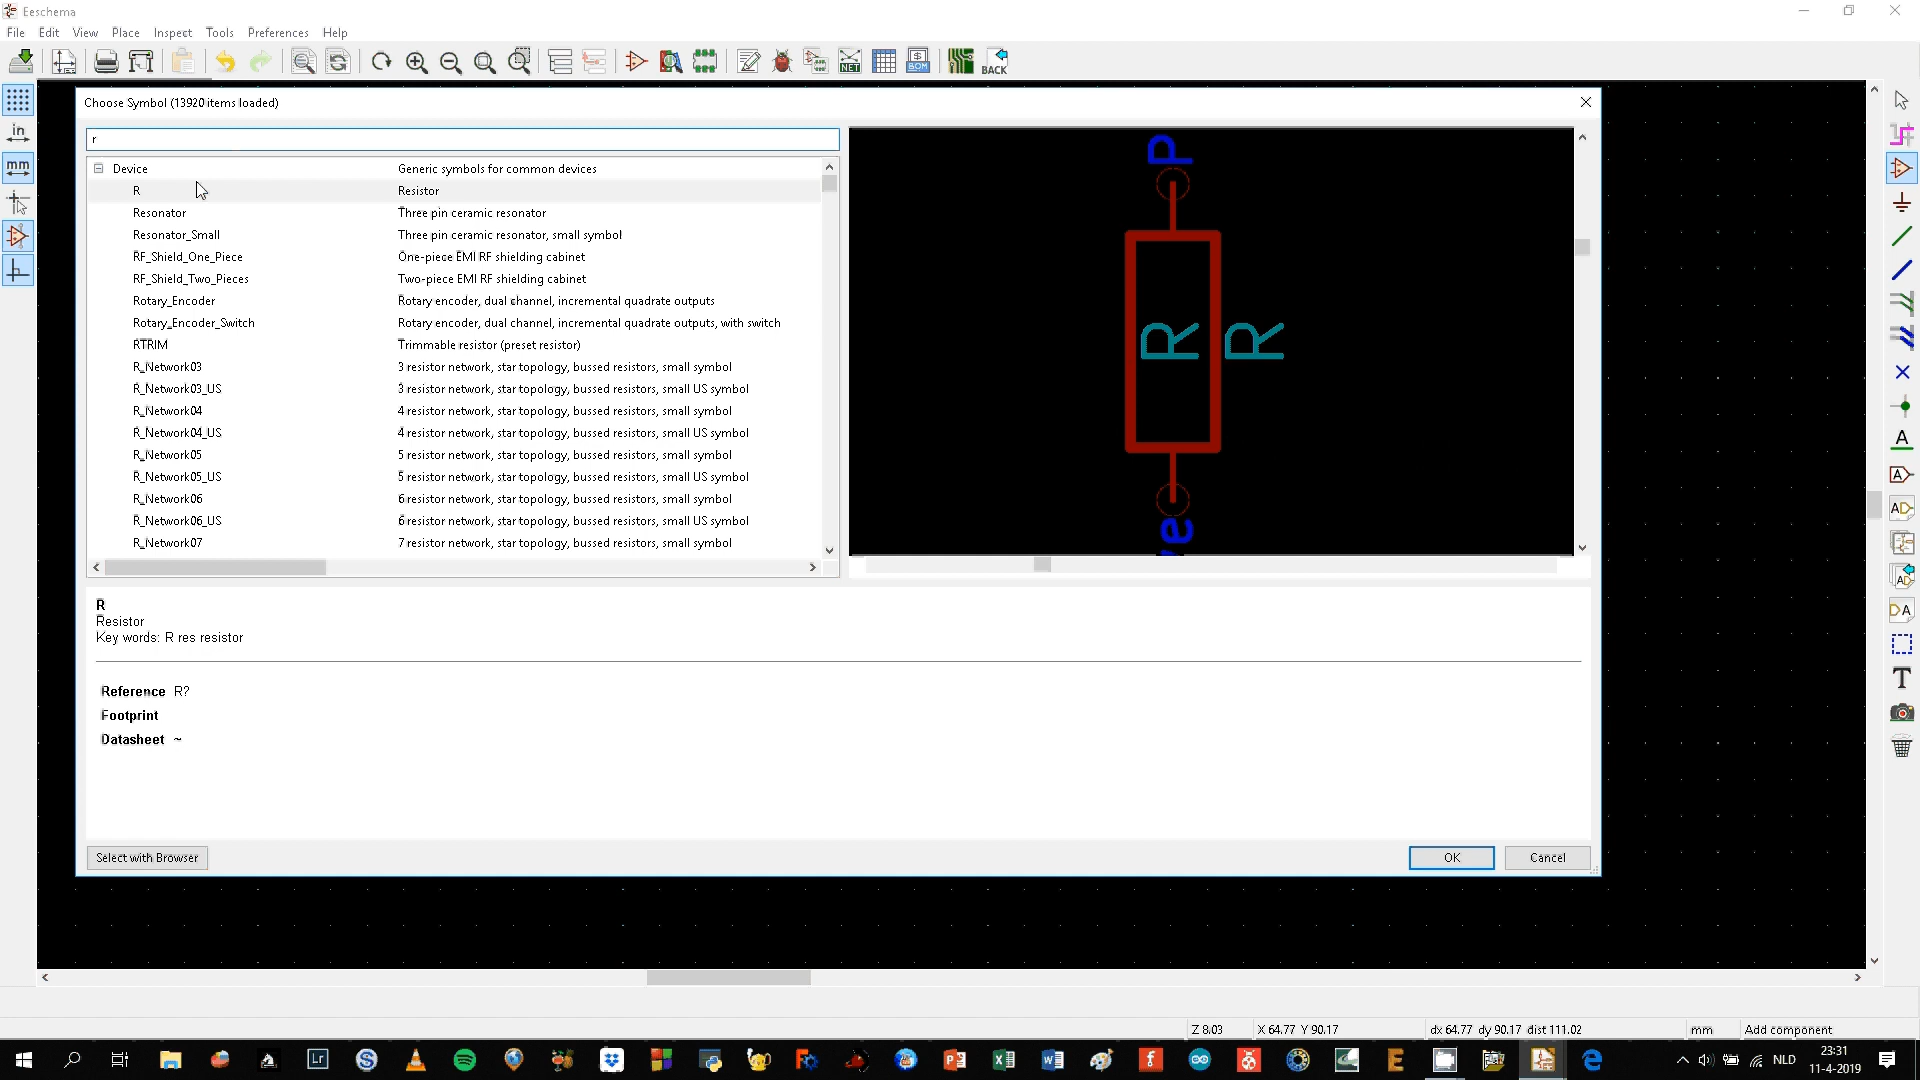 Eeschema
File Edit View Place Inspect Tools Preferences Help
NET
BOM
BACK
in
mm
Choose Symbol (13920 items loaded)
r
Device Generic symbols for common devices
R Resistor
Resonator Three pin ceramic resonator
Resonator_Small Three pin ceramic resonator, small symbol
RF_Shield_One_Piece One-piece EMI RF shielding cabinet
RF_Shield_Two_Pieces Two-piece EMI RF shielding cabinet
Rotary_Encoder Rotary encoder, dual channel, incremental quadrate outputs
Rotary_Encoder_Switch Rotary encoder, dual channel, incremental quadrate outputs, with switch
RTRIM Trimmable resistor (preset resistor)
R_Network03 3 resistor network, star topology, bussed resistors, small symbol
R_Network03_US 3 resistor network, star topology, bussed resistors, small US symbol
R_Network04 4 resistor network, star topology, bussed resistors, small symbol
R_Network04_US 4 resistor network, star topology, bussed resistors, small US symbol
R_Network05 5 resistor network, star topology, bussed resistors, small symbol
R_Network05_US 5 resistor network, star topology, bussed resistors, small US symbol
R_Network06 6 resistor network, star topology, bussed resistors, small symbol
R_Network06_US 6 resistor network, star topology, bussed resistors, small US symbol
R_Network07 7 resistor network, star topology, bussed resistors, small symbol
P
R R
ve
A
A
AD
AD
DA
T
R
Resistor
Key words: R res resistor
Reference R?
Footprint
Datasheet ~
Select with Browser OK Cancel
Z 8.03 X 64.77 Y 90.17 dx 64.77 dy 90.17 dist 111.02 mm Add component
Lr
NLD
23:31
11-4-2019